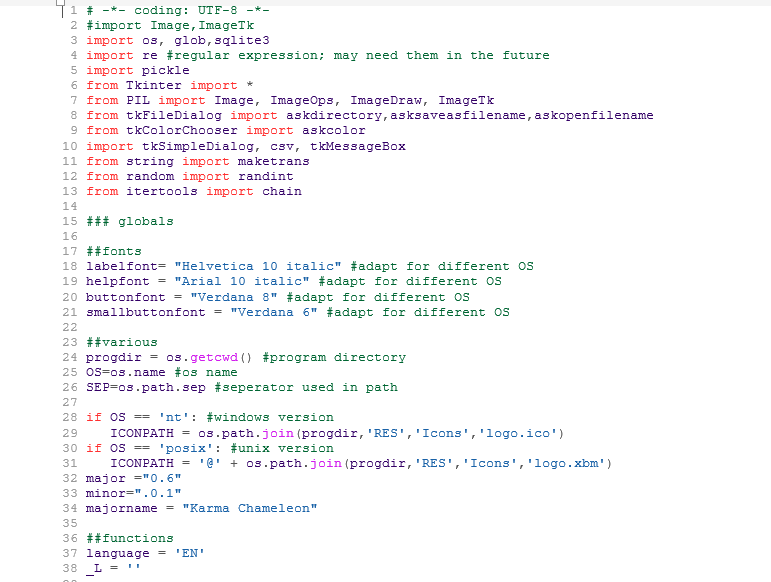 1 # -*- coding: UTF-8 -*-
2 #import Image,ImageTk
3 import os, glob,sqlite3
4 import re #regular expression; may need them in the future
5 import pickle
6 from Tkinter import *
7 from PIL import Image, ImageOps, ImageDraw, ImageTk
8 from tkFileDialog import askdirectory,asksaveasfilename,askopenfilename
9 from tkColorChooser import askcolor
10 import tkSimpleDialog, csv, tkMessageBox
11 from string import maketrans
12 from random import randint
13 from itertools import chain
14
15 ### globals
16
17 ##fonts
18 labelfont= "Helvetica 10 italic" #adapt for different OS
19 helpfont = "Arial 10 italic" #adapt for different OS
20 buttonfont = "Verdana 8" #adapt for different OS
21 smallbuttonfont = "Verdana 6" #adapt for different OS
22
23 ##various
24 progdir = os.getcwd() #program directory
25 OS=os.name #os name
26 SEP=os.path.sep #seperator used in path
27
28 if OS == 'nt': #windows version
29    ICONPATH = os.path.join(progdir,'RES','Icons','logo.ico')
30 if OS == 'posix': #unix version
31    ICONPATH = '@' + os.path.join(progdir,'RES','Icons','logo.xbm')
32 major ="0.6"
33 minor=".0.1"
34 majorname = "Karma Chameleon"
35
36 ##functions
37 language = 'EN'
38 _L = ''